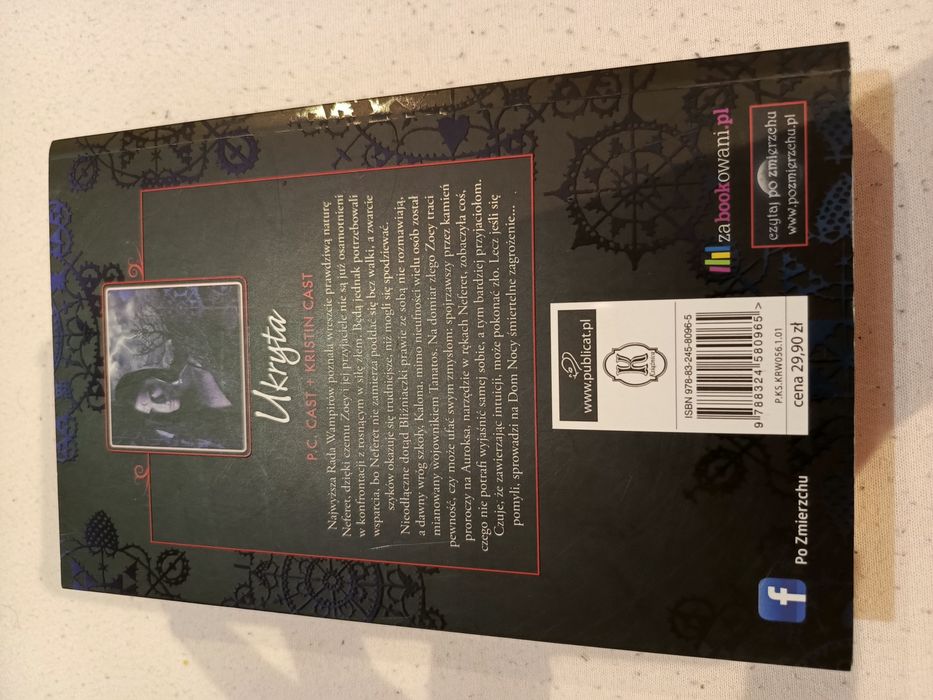 Ukryta
P.C. CAST + KRISTIN CAST
Najwyższa Rada Wampirów poznała wreszcie prawdziwą naturę
Neferet, dzięki czemu Zoey i jej przyjaciele nie są już osamotnieni
w konfrontacji z rosnącym w siłę złem. Będą jednak potrzebowali
wsparcia, bo Neferet nie zamierza poddać się bez walki, a zwarcie
szyków okazuje się trudniejsze, niż mogli się spodziewać.
Nieodłączne dotąd Bliźniaczki prawie ze sobą nie rozmawiają,
a dawny wróg szkoły, Kalona, mimo nieufności wielu osób został
mianowany wojownikiem Tanatos. Na domiar złego Zoey traci
pewność, czy może ufać swym zmysłom: spojrzawszy przez kamień
proroczy na Auroksa, narzędzie w rękach Neferet, zobaczyła coś,
czego nie potrafi wyjaśnić samej sobie, a tym bardziej przyjaciołom.
Czuje, że zawierzając intuicji, może pokonać zło. Lecz jeśli się
pomyli, sprowadzi na Dom Nocy śmiertelne zagrożenie...
www.publicat.pl
K
Książnica
zabookowani.pl
czytaj po zmierzchu
www.pozmierzchu.pl
f
Po Zmierzchu
ISBN 978-83-245-8096-5
9 788324 580965 >
P.KS.KRW056.1.01
cena 29,90 zł